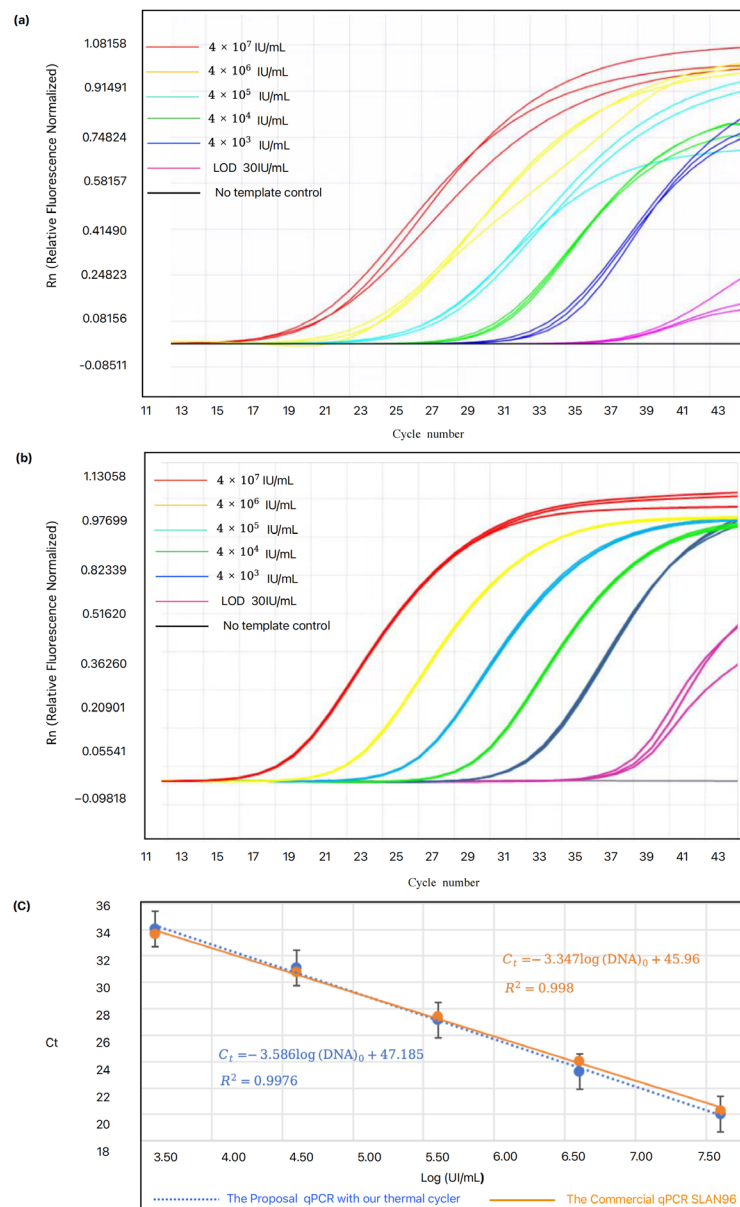 (a)
Rn (Relative Fluorescence Normalized)
1.08158
0.91491
0.74824
0.58157
0.41490
0.24823
0.08156
−0.08511
4 × 10⁷ IU/mL
4 × 10⁶ IU/mL
4 × 10⁵ IU/mL
4 × 10⁴ IU/mL
4 × 10³ IU/mL
LOD 30IU/mL
No template control
11 13 15 17 19 21 23 25 27 29 31 33 35 37 39 41 43
Cycle number
(b)
Rn (Relative Fluorescence Normalized)
1.13058
0.97699
0.82339
0.51620
0.36260
0.20901
0.05541
−0.09818
4 × 10⁷ IU/mL
4 × 10⁶ IU/mL
4 × 10⁵ IU/mL
4 × 10⁴ IU/mL
4 × 10³ IU/mL
LOD 30IU/mL
No template control
11 13 15 17 19 21 23 25 27 29 31 33 35 37 39 41 43
Cycle number
(C)
Ct
36
34
32
30
28
26
24
22
20
18
Cₜ=−3.347log(DNA)₀+45.96
R²=0.998
Cₜ=−3.586log(DNA)₀+47.185
R²=0.9976
3.50 4.00 4.50 5.00 5.50 6.00 6.50 7.00 7.50
Log (UI/mL)
The Proposal qPCR with our thermal cycler The Commercial qPCR SLAN96